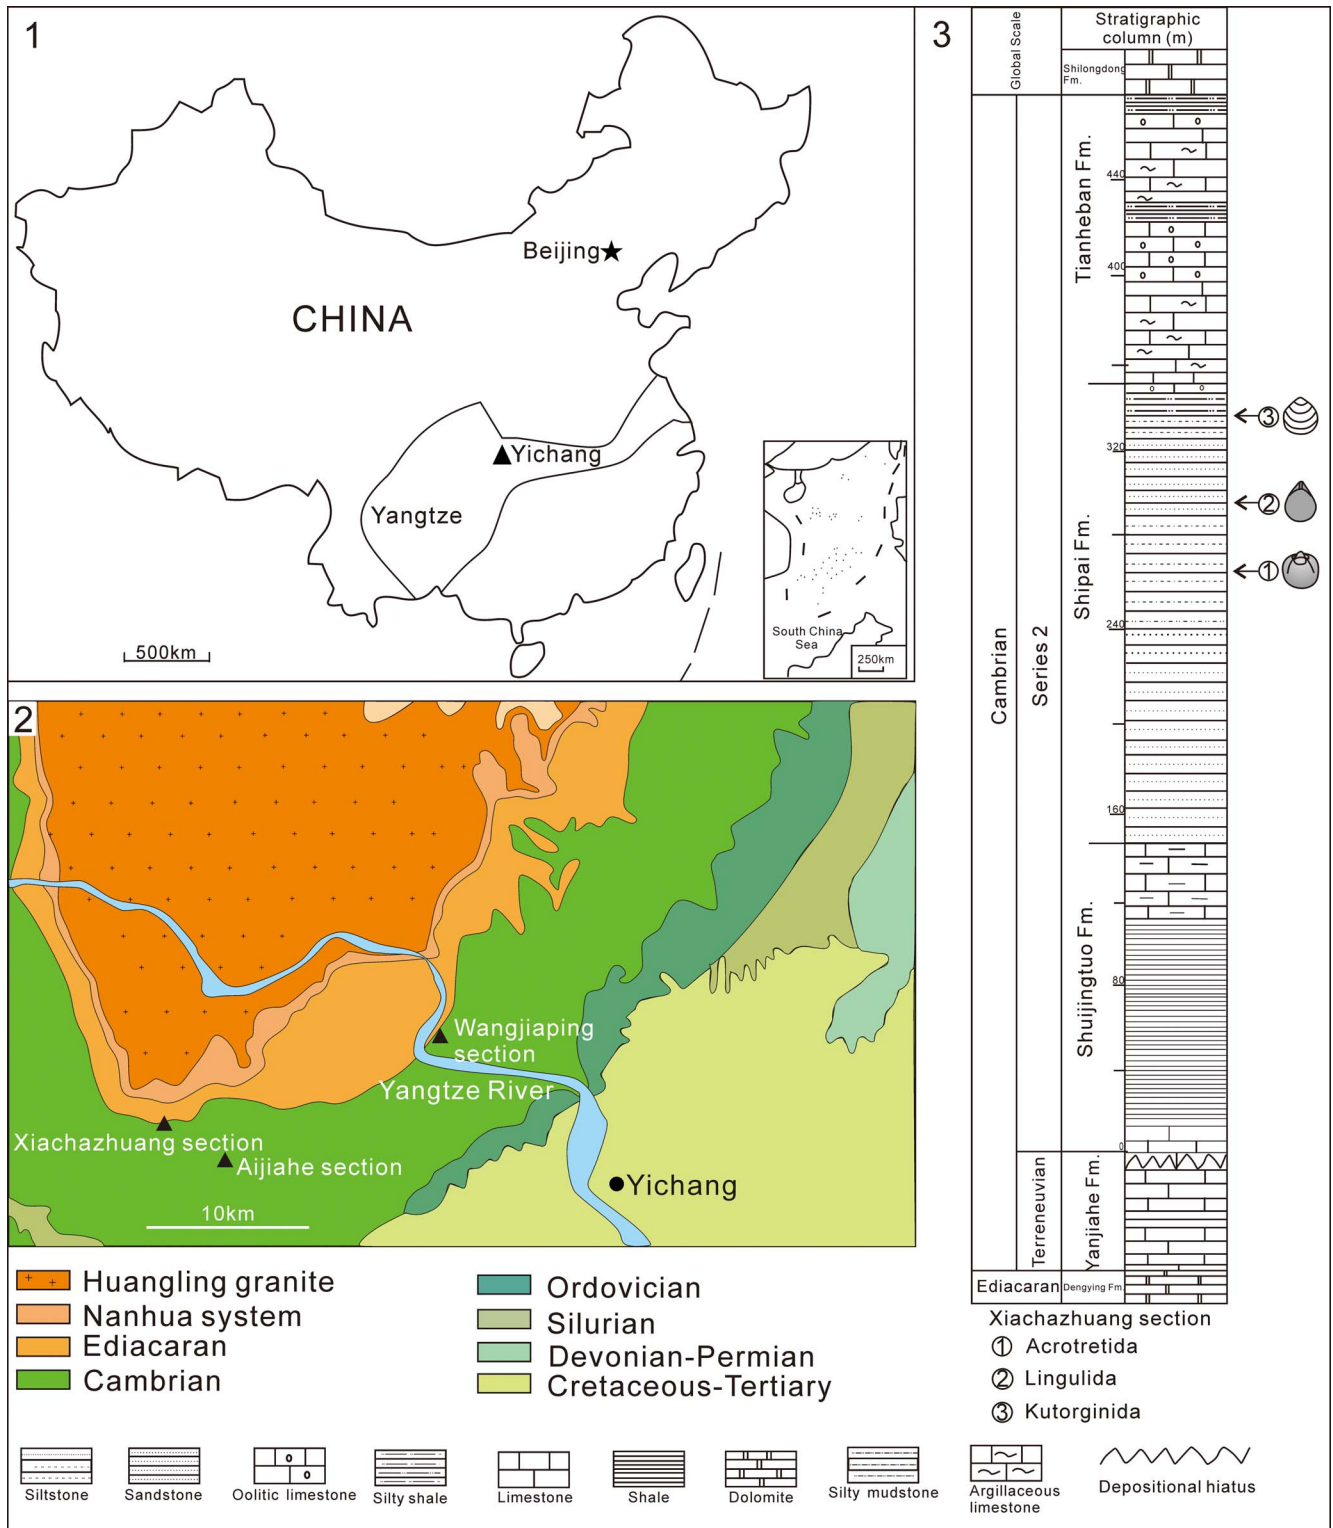 1
Beijing
CHINA
Yichang
Yangtze
500km
South China
Sea
250km
2
Wangjiaping
section
Yangtze River
Xiachazhuang section
Aijiahe section
Yichang
10km
Huangling granite
Nanhua system
Ediacaran
Cambrian
Ordovician
Silurian
Devonian-Permian
Cretaceous-Tertiary
3
Global Scale
Stratigraphic
column (m)
Shilongdong
Fm.
Tianheban Fm.
440
400
3
320
2
Shipai Fm.
1
240
Cambrian
Series 2
160
Shuijingtuo Fm.
80
0
Terreneuvian
Yanjiahe Fm.
Ediacaran
Dengying Fm.
Xiachazhuang section
1 Acrotretida
2 Lingulida
3 Kutorginida
Siltstone
Sandstone
Oolitic limestone
Silty shale
Limestone
Shale
Dolomite
Silty mudstone
Argillaceous
limestone
Depositional hiatus